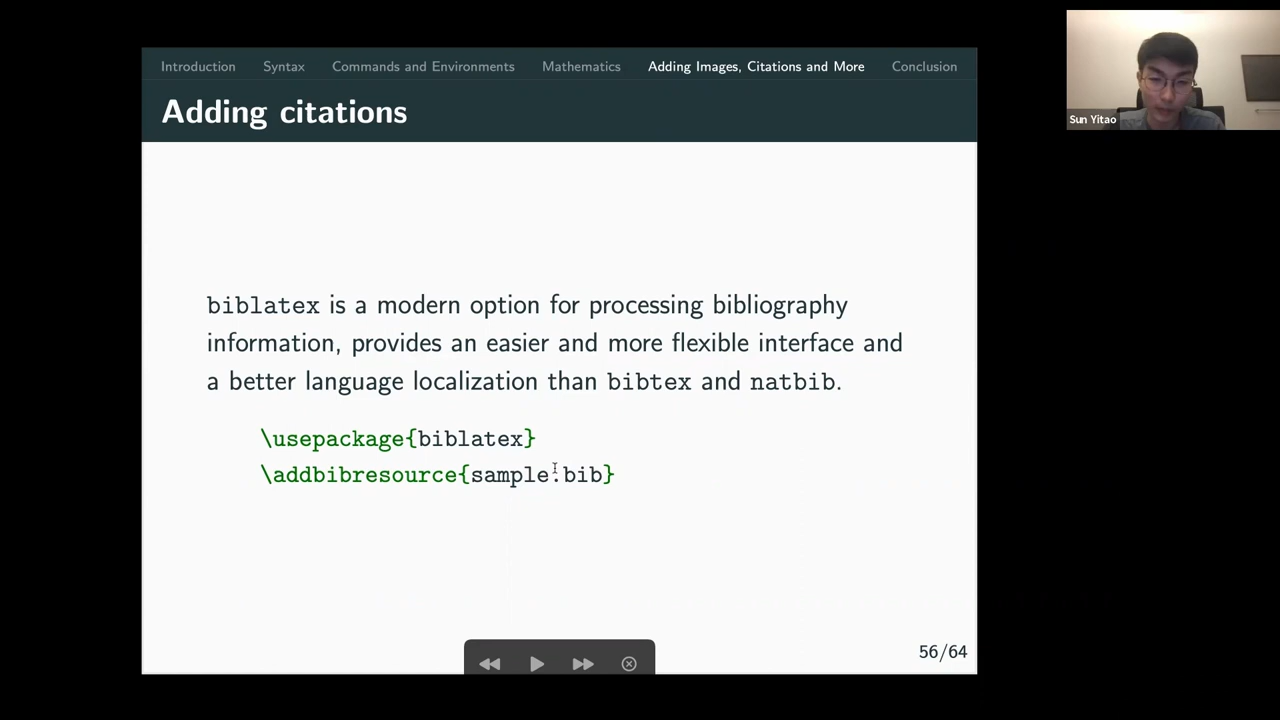 Introduction Syntax Commands and Environments Mathematics Adding Images, Citations and More Conclusion
Adding citations
Sun Yitao
biblatex is a modern option for processing bibliography
information, provides an easier and more flexible interface and
a better language localization than bibtex and natbib.
\usepackage{biblatex}
\addbibresource{sample.bib}
56/64